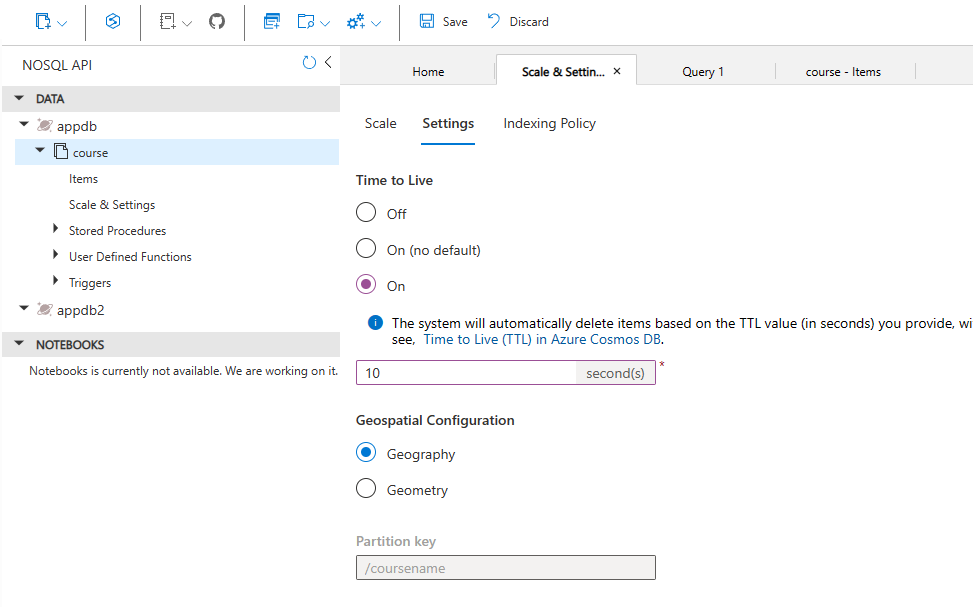 Save Discard
NOSQL API
Home Scale & Settin... × Query 1 course - Items
DATA
appdb
course
Items
Scale & Settings
Stored Procedures
User Defined Functions
Triggers
appdb2
NOTEBOOKS
Notebooks is currently not available. We are working on it.
Scale Settings Indexing Policy
Time to Live
Off
On (no default)
On
The system will automatically delete items based on the TTL value (in seconds) you provide, wi
see, Time to Live (TTL) in Azure Cosmos DB.
10 second(s) *
Geospatial Configuration
Geography
Geometry
Partition key
/coursename